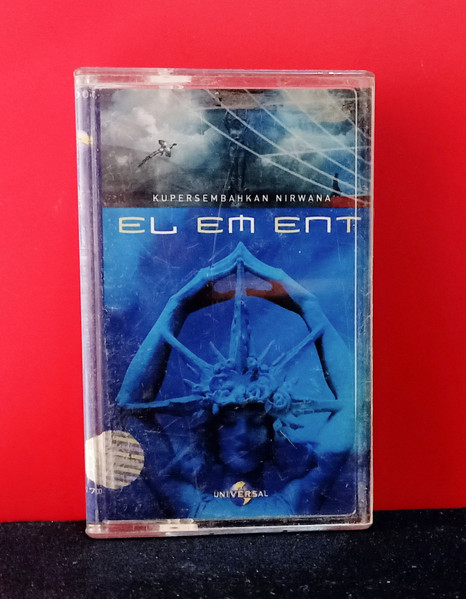 KUPERSEMBAHKAN NIRWANA
EL EM ENT
UNIVERSAL